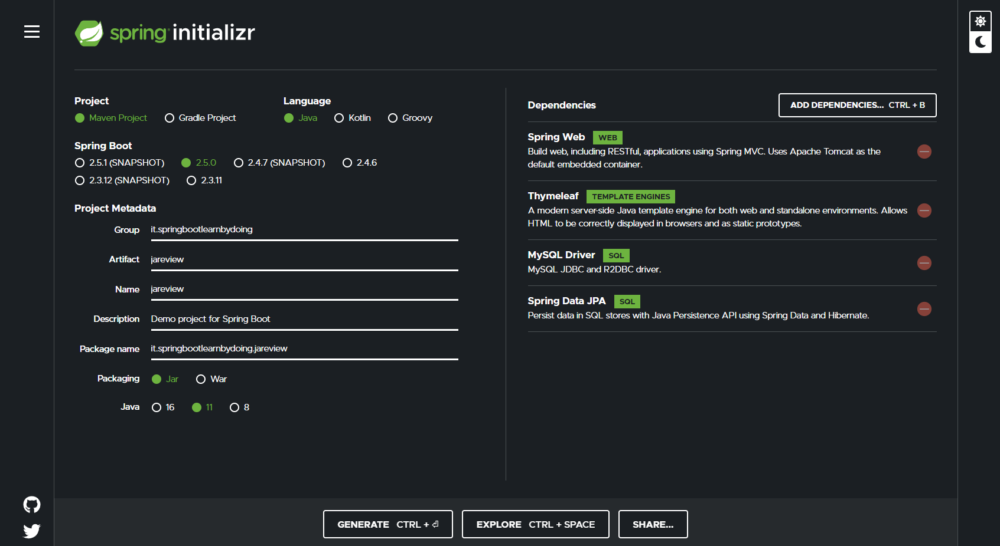 spring initializr
Project
Maven Project Gradle Project
Language
Java Kotlin Groovy
Spring Boot
2.5.1 (SNAPSHOT) 2.5.0 2.4.7 (SNAPSHOT) 2.4.6
2.3.12 (SNAPSHOT) 2.3.11
Project Metadata
Group it.springbootlearnbydoing
Artifact jareview
Name jareview
Description Demo project for Spring Boot
Package name it.springbootlearnbydoing.jareview
Packaging Jar War
Java 16 11 8
Dependencies ADD DEPENDENCIES... CTRL + B
Spring Web WEB
Build web, including RESTful, applications using Spring MVC. Uses Apache Tomcat as the
default embedded container.
Thymeleaf TEMPLATE ENGINES
A modern server-side Java template engine for both web and standalone environments. Allows
HTML to be correctly displayed in browsers and as static prototypes.
MySQL Driver SQL
MySQL JDBC and R2DBC driver.
Spring Data JPA SQL
Persist data in SQL stores with Java Persistence API using Spring Data and Hibernate.
GENERATE CTRL + ⏎ EXPLORE CTRL + SPACE SHARE...